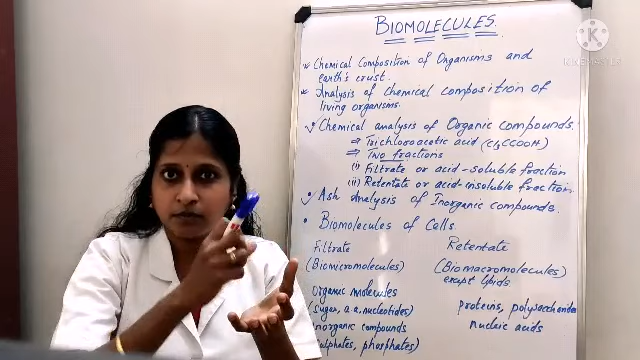 BIOMOLECULES.
* Chemical Composition of Organisms and
earth's crust.
* Analysis of chemical composition of
living organisms.
✓ Chemical analysis of Organic compounds.
⇒ Trichloroacetic acid (Cl3CCOOH)
⇒ Two fractions
(i) Filtrate or acid-soluble fraction
(ii) Retentate or acid-insoluble fraction.
✓ Ash Analysis of Inorganic compounds.
• Biomolecules of Cells.
Filtrate Retentate
(Biomicromolecules) (Biomacromolecules)
except lipids
Organic molecules
(sugar, a.a, nucleotides) proteins, polysaccharides
Inorganic compounds nucleic acids
(sulphates, phosphates)
K
KINEMASTER